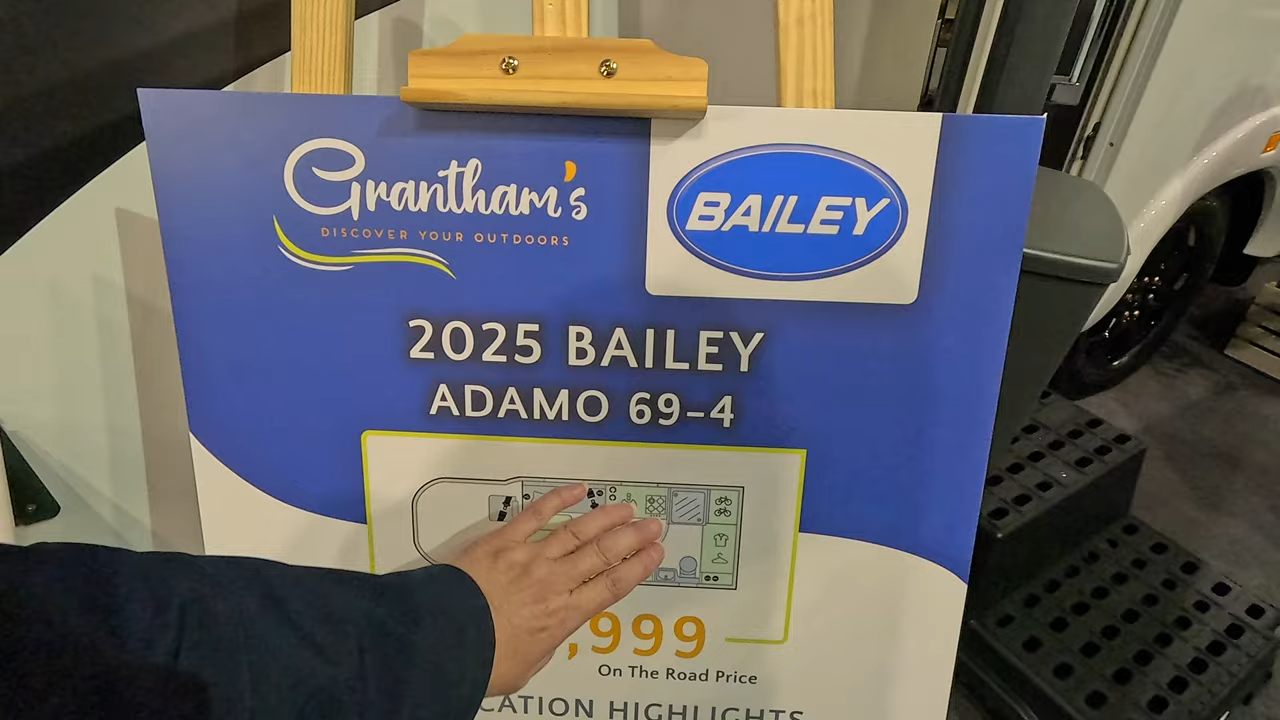 Grantham's
DISCOVER YOUR OUTDOORS
BAILEY
2025 BAILEY
ADAMO 69-4
,999
On The Road Price
CATION HIGHLIGHTS